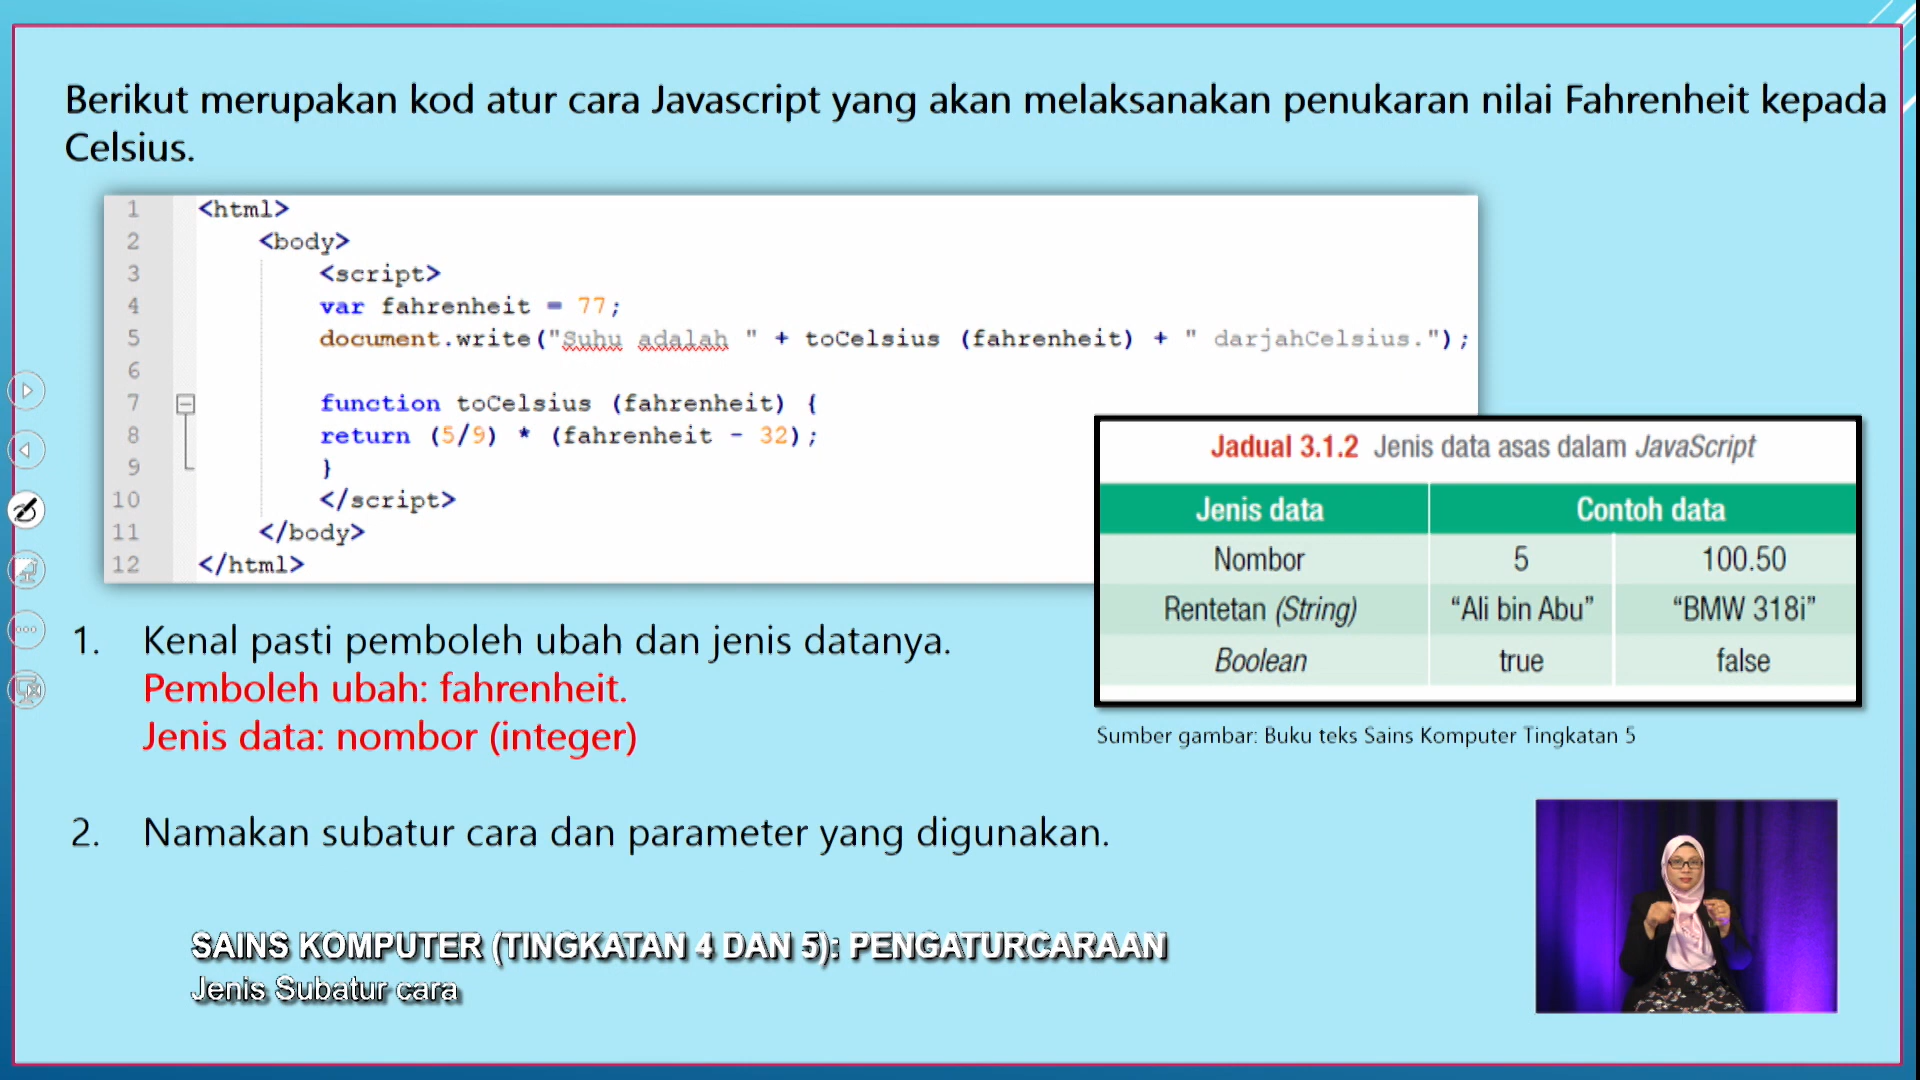 Berikut merupakan kod atur cara Javascript yang akan melaksanakan penukaran nilai Fahrenheit kepada
Celsius.
1 <html>
2 <body>
3 <script>
4 var fahrenheit = 77;
5 document.write("Suhu adalah " + toCelsius (fahrenheit) + " darjahCelsius.");
6
7 function toCelsius (fahrenheit) {
8 return (5/9) * (fahrenheit - 32);
9 }
10 </script>
11 </body>
12 </html>
Jadual 3.1.2 Jenis data asas dalam JavaScript
Jenis data Contoh data
Nombor 5 100.50
Rentetan (String) “Ali bin Abu” “BMW 318i”
Boolean true false
Sumber gambar: Buku teks Sains Komputer Tingkatan 5
1. Kenal pasti pemboleh ubah dan jenis datanya.
Pemboleh ubah: fahrenheit.
Jenis data: nombor (integer)
2. Namakan subatur cara dan parameter yang digunakan.
SAINS KOMPUTER (TINGKATAN 4 DAN 5): PENGATURCARAAN
Jenis Subatur cara